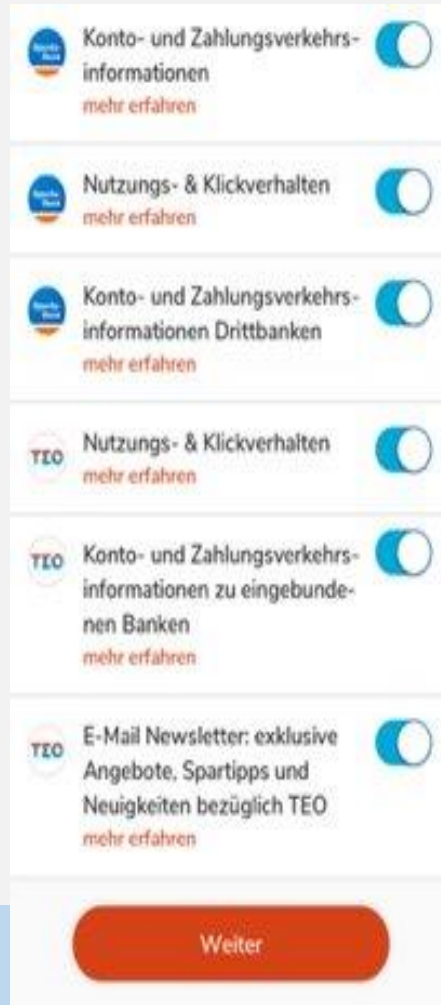 Konto- und Zahlungsverkehrs-
informationen
mehr erfahren
Nutzungs- & Klickverhalten
mehr erfahren
Konto- und Zahlungsverkehrs-
informationen Drittbanken
mehr erfahren
TEO
Nutzungs- & Klickverhalten
mehr erfahren
TEO
Konto- und Zahlungsverkehrs-
informationen zu eingebunde-
nen Banken
mehr erfahren
TEO
E-Mail Newsletter: exklusive
Angebote, Spartipps und
Neuigkeiten bezüglich TEO
mehr erfahren
Weiter